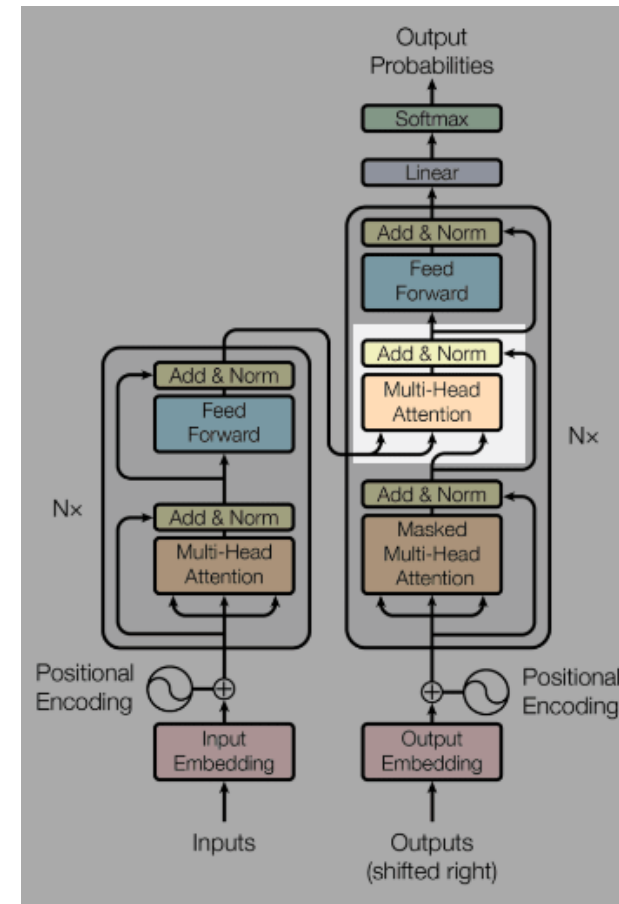 Output
Probabilities
Softmax
Linear
Add & Norm
Feed
Forward
Add & Norm
Multi-Head
Attention
Add & Norm
Masked
Multi-Head
Attention
Nx
Add & Norm
Feed
Forward
Add & Norm
Multi-Head
Attention
Nx
Positional
Encoding
Positional
Encoding
Input
Embedding
Output
Embedding
Inputs
Outputs
(shifted right)